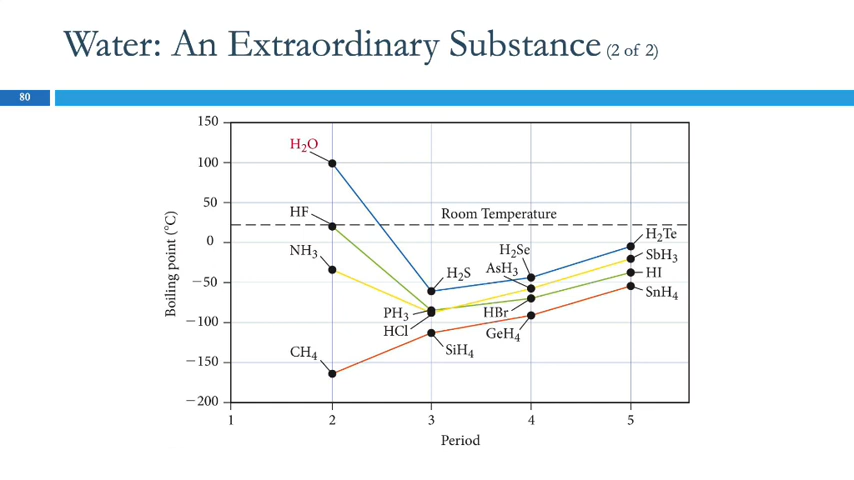 Water: An Extraordinary Substance (2 of 2)
80
150
100
50
0
−50
−100
−150
−200
Boiling point (°C)
H₂O
HF
NH₃
CH₄
Room Temperature
H₂S
PH₃
HCl
SiH₄
H₂Se
AsH₃
HBr
GeH₄
H₂Te
SbH₃
HI
SnH₄
1 2 3 4 5
Period